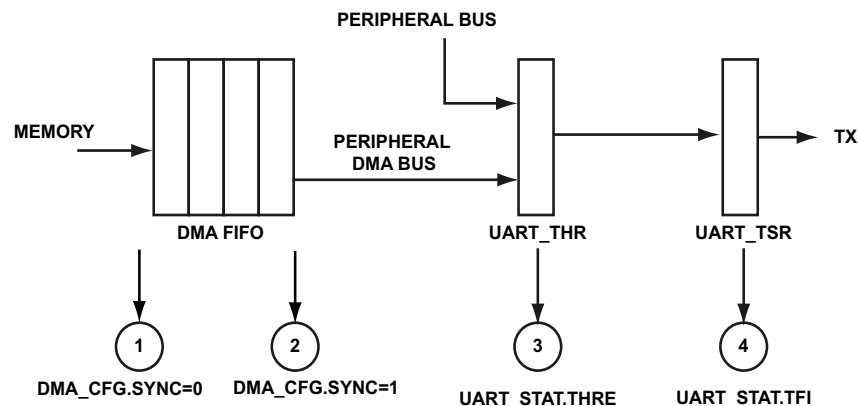 PERIPHERAL BUS
MEMORY
PERIPHERAL
DMA BUS
TX
DMA FIFO
UART_THR
UART_TSR
1
2
3
4
DMA_CFG.SYNC=0
DMA_CFG.SYNC=1
UART_STAT.THRE
UART_STAT.TFI